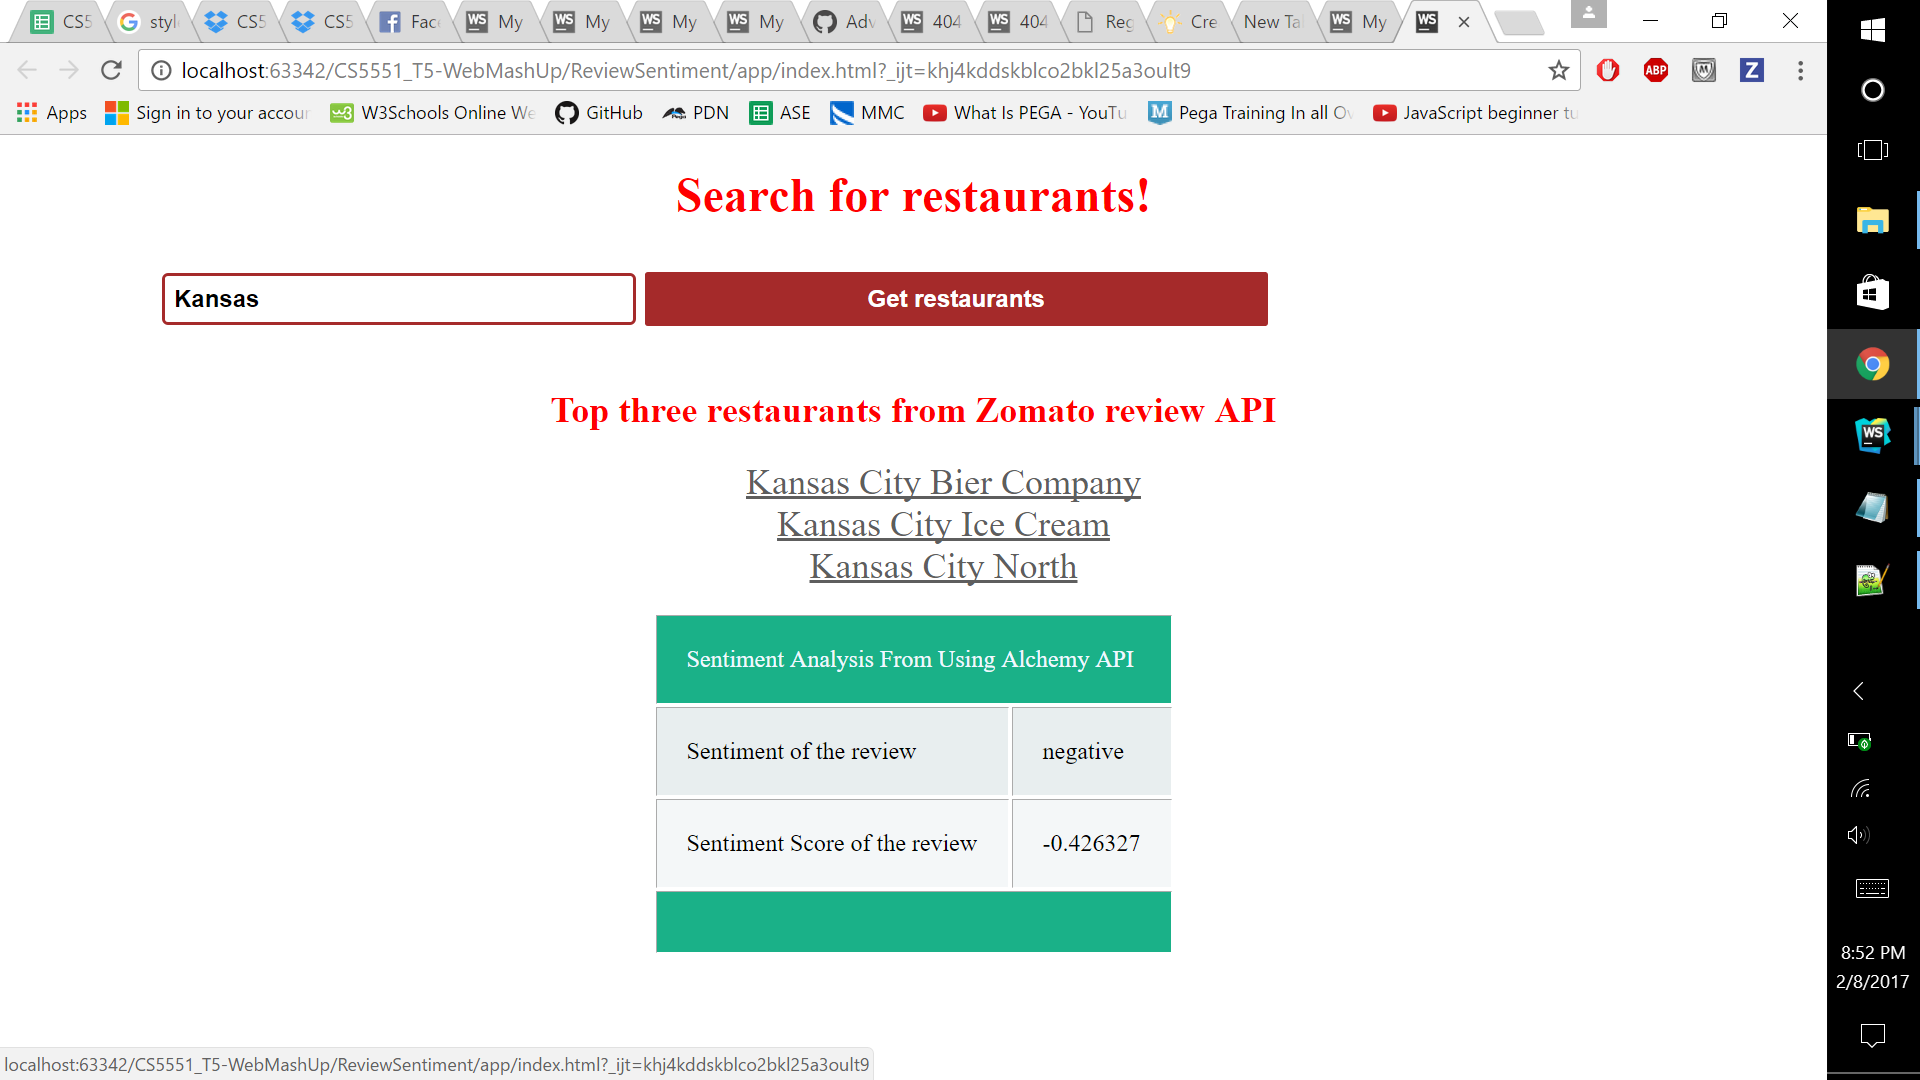 CS5 styl CS5 CS5 Fac My My My My Adv 404 404 Reg Cre New Ta My
localhost:63342/CS5551_T5-WebMashUp/ReviewSentiment/app/index.html?_ijt=khj4kddskblco2bkl25a3oult9
Apps Sign in to your accour W3Schools Online We GitHub PDN ASE MMC What Is PEGA - YouTu Pega Training In all Ov JavaScript beginner tu
Search for restaurants!
Kansas Get restaurants
Top three restaurants from Zomato review API
Kansas City Bier Company
Kansas City Ice Cream
Kansas City North
Sentiment Analysis From Using Alchemy API
Sentiment of the review negative
Sentiment Score of the review -0.426327
8:52 PM
2/8/2017
localhost:63342/CS5551_T5-WebMashUp/ReviewSentiment/app/index.html?_ijt=khj4kddskblco2bkl25a3oult9